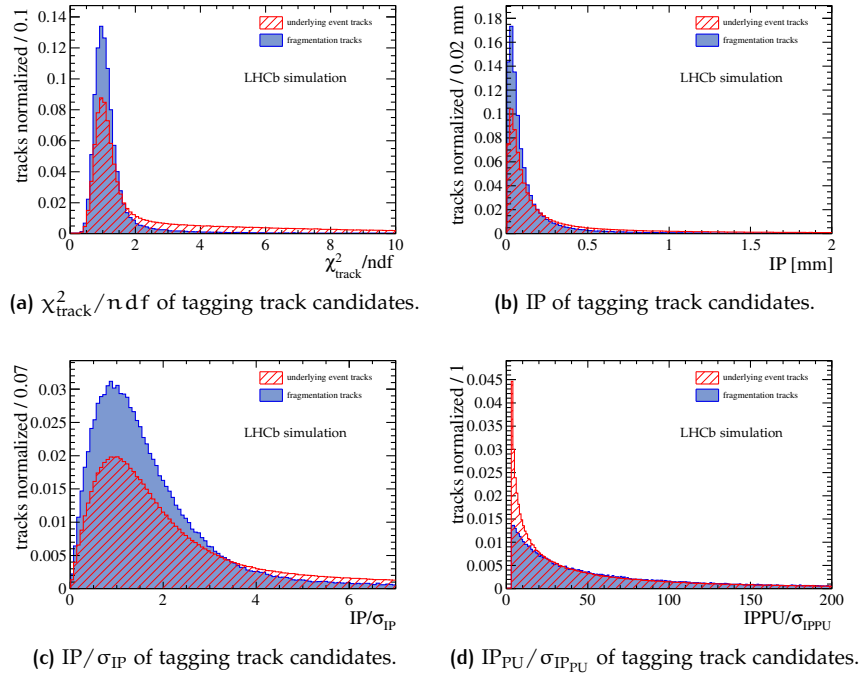 tracks normalized / 0.1
0.14
0.12
0.1
0.08
0.06
0.04
0.02
0
0 2 4 6 8 10
χ²track/ndf
underlying event tracks
fragmentation tracks
LHCb simulation
(a) χ²track/ndf of tagging track candidates.
tracks normalized / 0.02 mm
0.18
0.16
0.14
0.12
0.1
0.08
0.06
0.04
0.02
0
0 0.5 1 1.5 2
IP [mm]
underlying event tracks
fragmentation tracks
LHCb simulation
(b) IP of tagging track candidates.
tracks normalized / 0.07
0.03
0.025
0.02
0.015
0.01
0.005
0
0 2 4 6
IP/σIP
underlying event tracks
fragmentation tracks
LHCb simulation
(c) IP/σIP of tagging track candidates.
tracks normalized / 1
0.045
0.04
0.035
0.03
0.025
0.02
0.015
0.01
0.005
0
0 50 100 150 200
IPPU/σIPPU
underlying event tracks
fragmentation tracks
LHCb simulation
(d) IPPU/σIPPU of tagging track candidates.